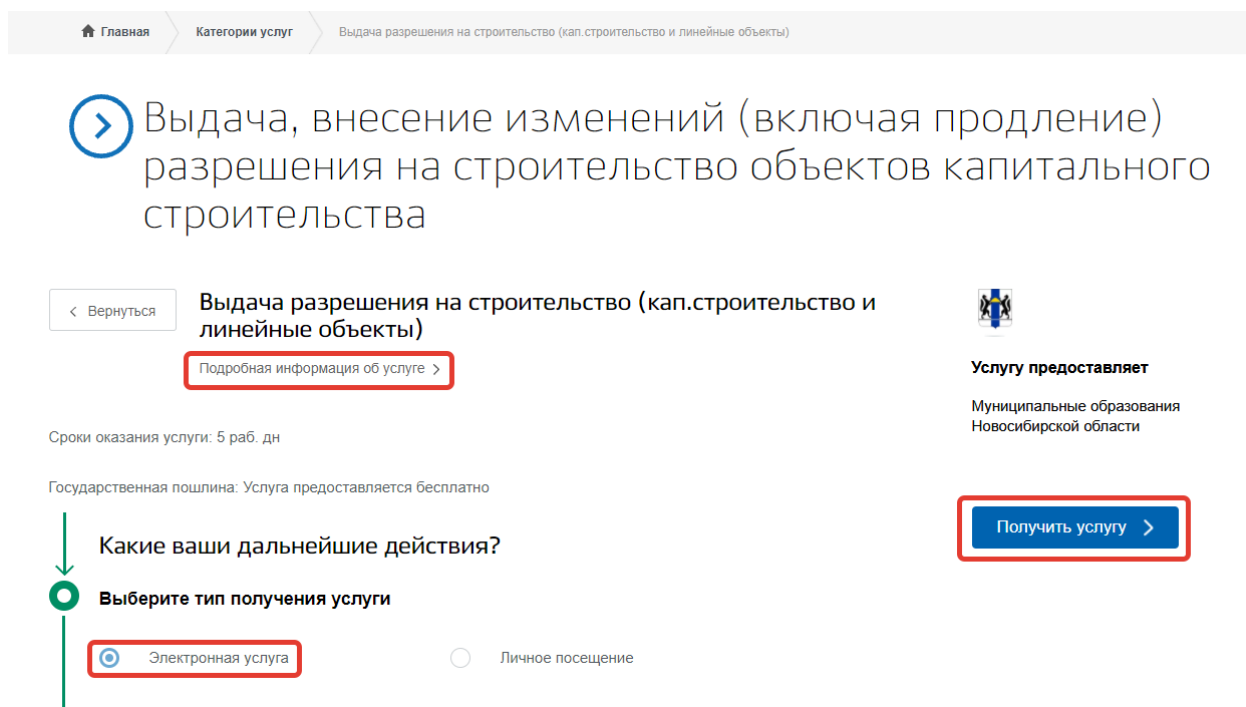 Главная Категории услуг Выдача разрешения на строительство (кап.строительство и линейные объекты)
Выдача, внесение изменений (включая продление)
разрешения на строительство объектов капитального
строительства
Вернуться
Выдача разрешения на строительство (кап.строительство и
линейные объекты)
Подробная информация об услуге
Сроки оказания услуги: 5 раб. дн
Государственная пошлина: Услуга предоставляется бесплатно
Услугу предоставляет
Муниципальные образования
Новосибирской области
Получить услугу
Какие ваши дальнейшие действия?
Выберите тип получения услуги
Электронная услуга Личное посещение